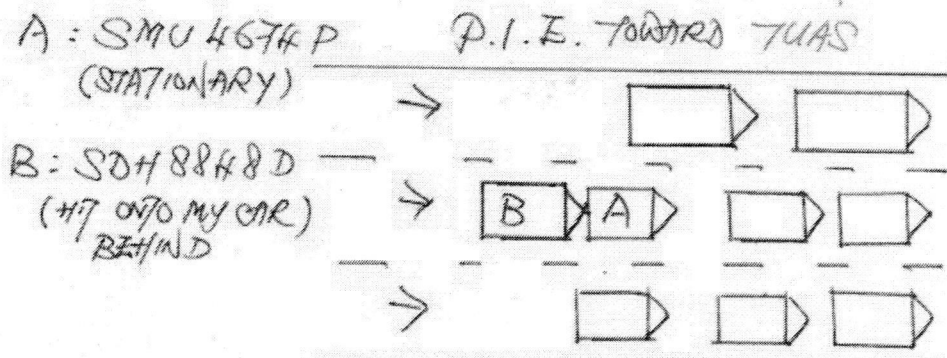 A : SMU 4674 P
(STATIONARY)
P.I.E. TOWARD TUAS
B : SDH 8848 D
(HIT ONTO MY CAR)
BEHIND
B A